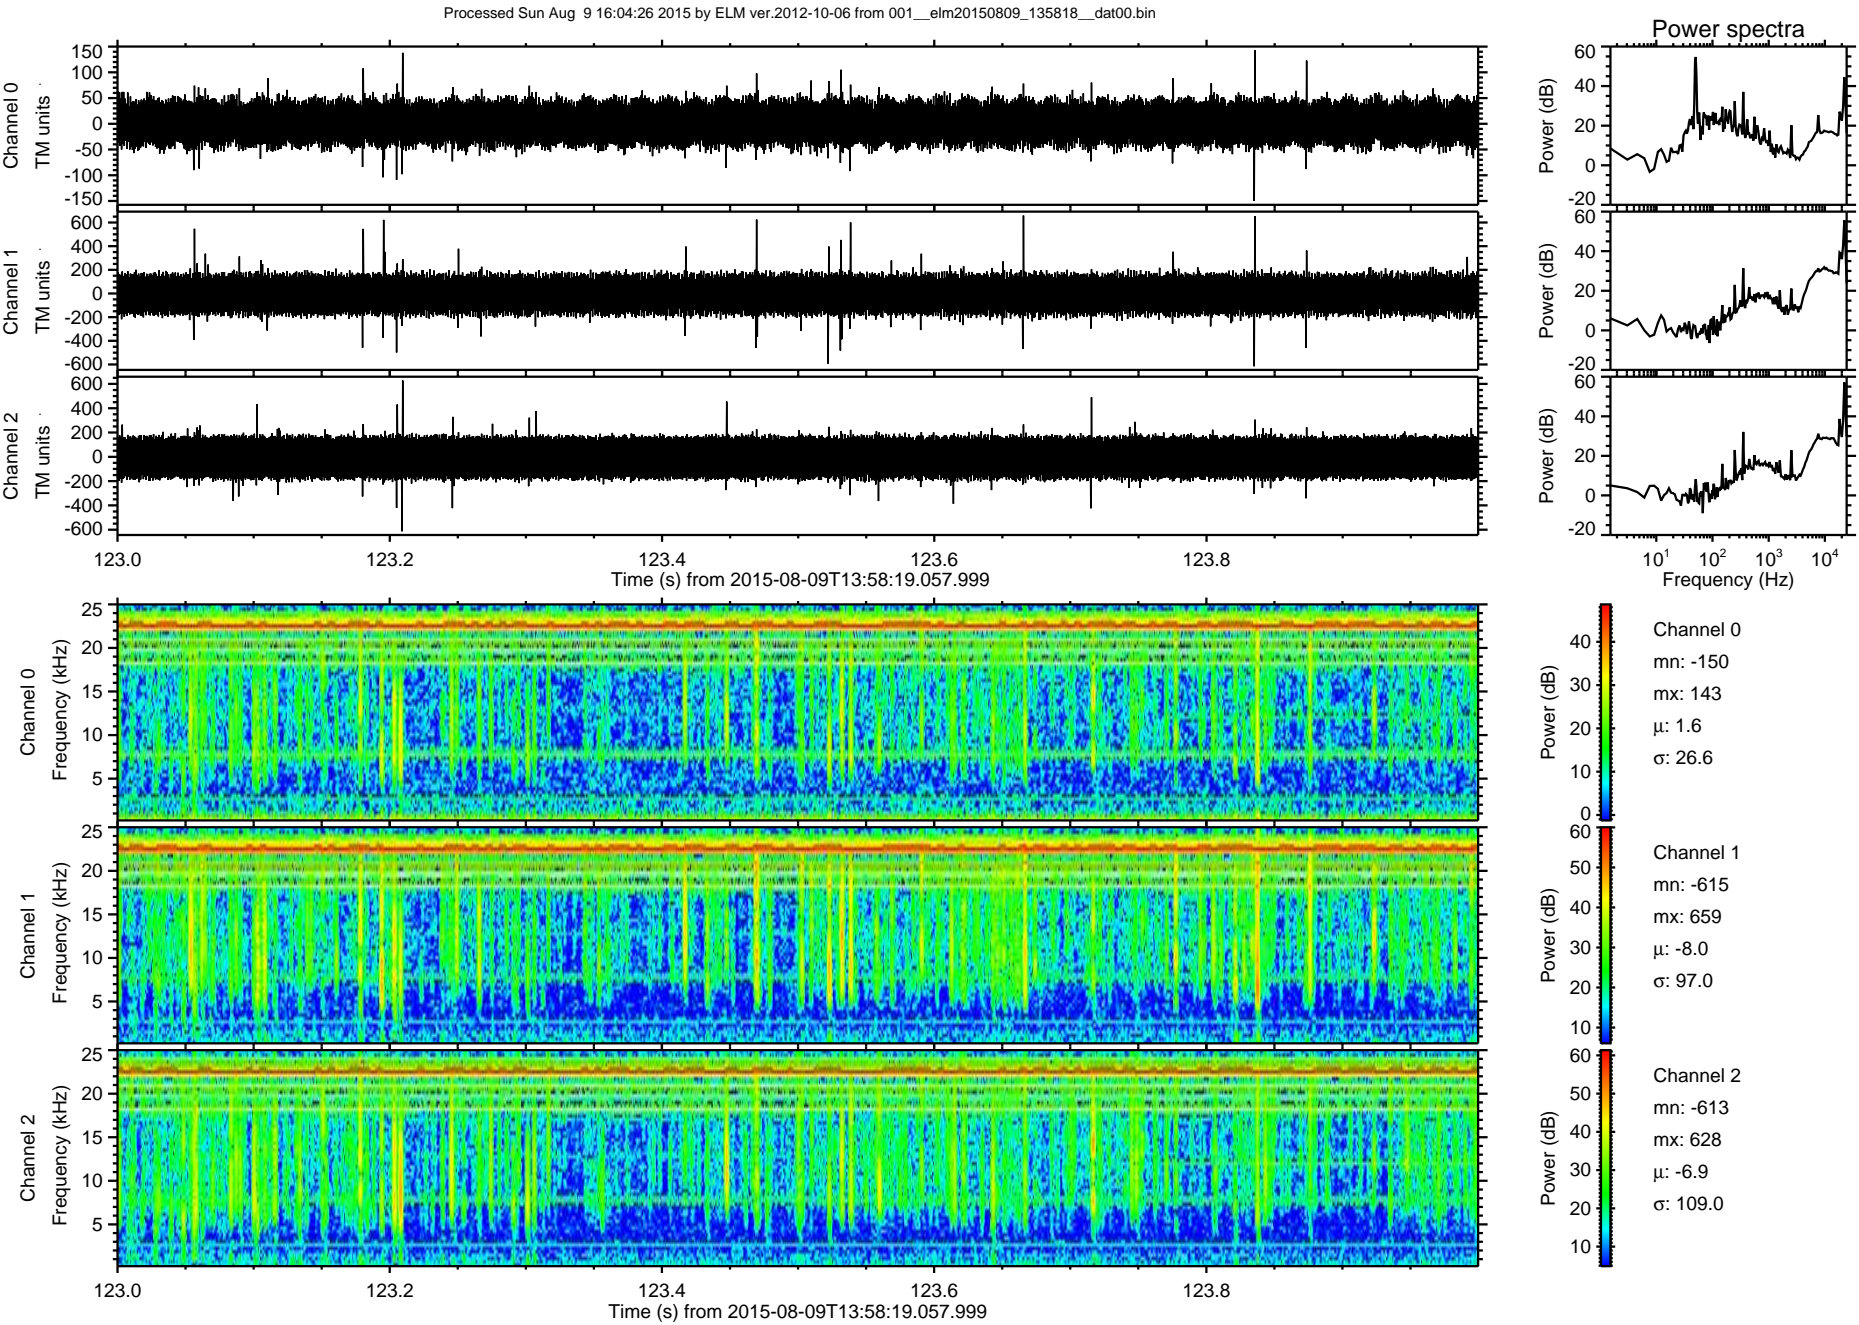 Processed Sun Aug  9 16:04:26 2015 by ELM ver.2012-10-06 from 001__elm20150809_135818__dat00.bin
Power spectra
Channel 0
TM units
150
100
50
0
-50
-100
-150
Power (dB)
60
40
20
0
-20
Channel 1
TM units
600
400
200
0
-200
-400
-600
Power (dB)
60
40
20
0
-20
Channel 2
TM units
600
400
200
0
-200
-400
-600
Power (dB)
60
40
20
0
-20
123.0 123.2 123.4 123.6 123.8
Time (s) from 2015-08-09T13:58:19.057.999
10¹ 10² 10³ 10⁴
Frequency (Hz)
Channel 0
Frequency (kHz)
25
20
15
10
5
Power (dB)
40
30
20
10
0
Channel 0
mn: -150
mx: 143
μ: 1.6
σ: 26.6
Channel 1
Frequency (kHz)
25
20
15
10
5
Power (dB)
60
50
40
30
20
10
Channel 1
mn: -615
mx: 659
μ: -8.0
σ: 97.0
Channel 2
Frequency (kHz)
25
20
15
10
5
Power (dB)
60
50
40
30
20
10
Channel 2
mn: -613
mx: 628
μ: -6.9
σ: 109.0
123.0 123.2 123.4 123.6 123.8
Time (s) from 2015-08-09T13:58:19.057.999